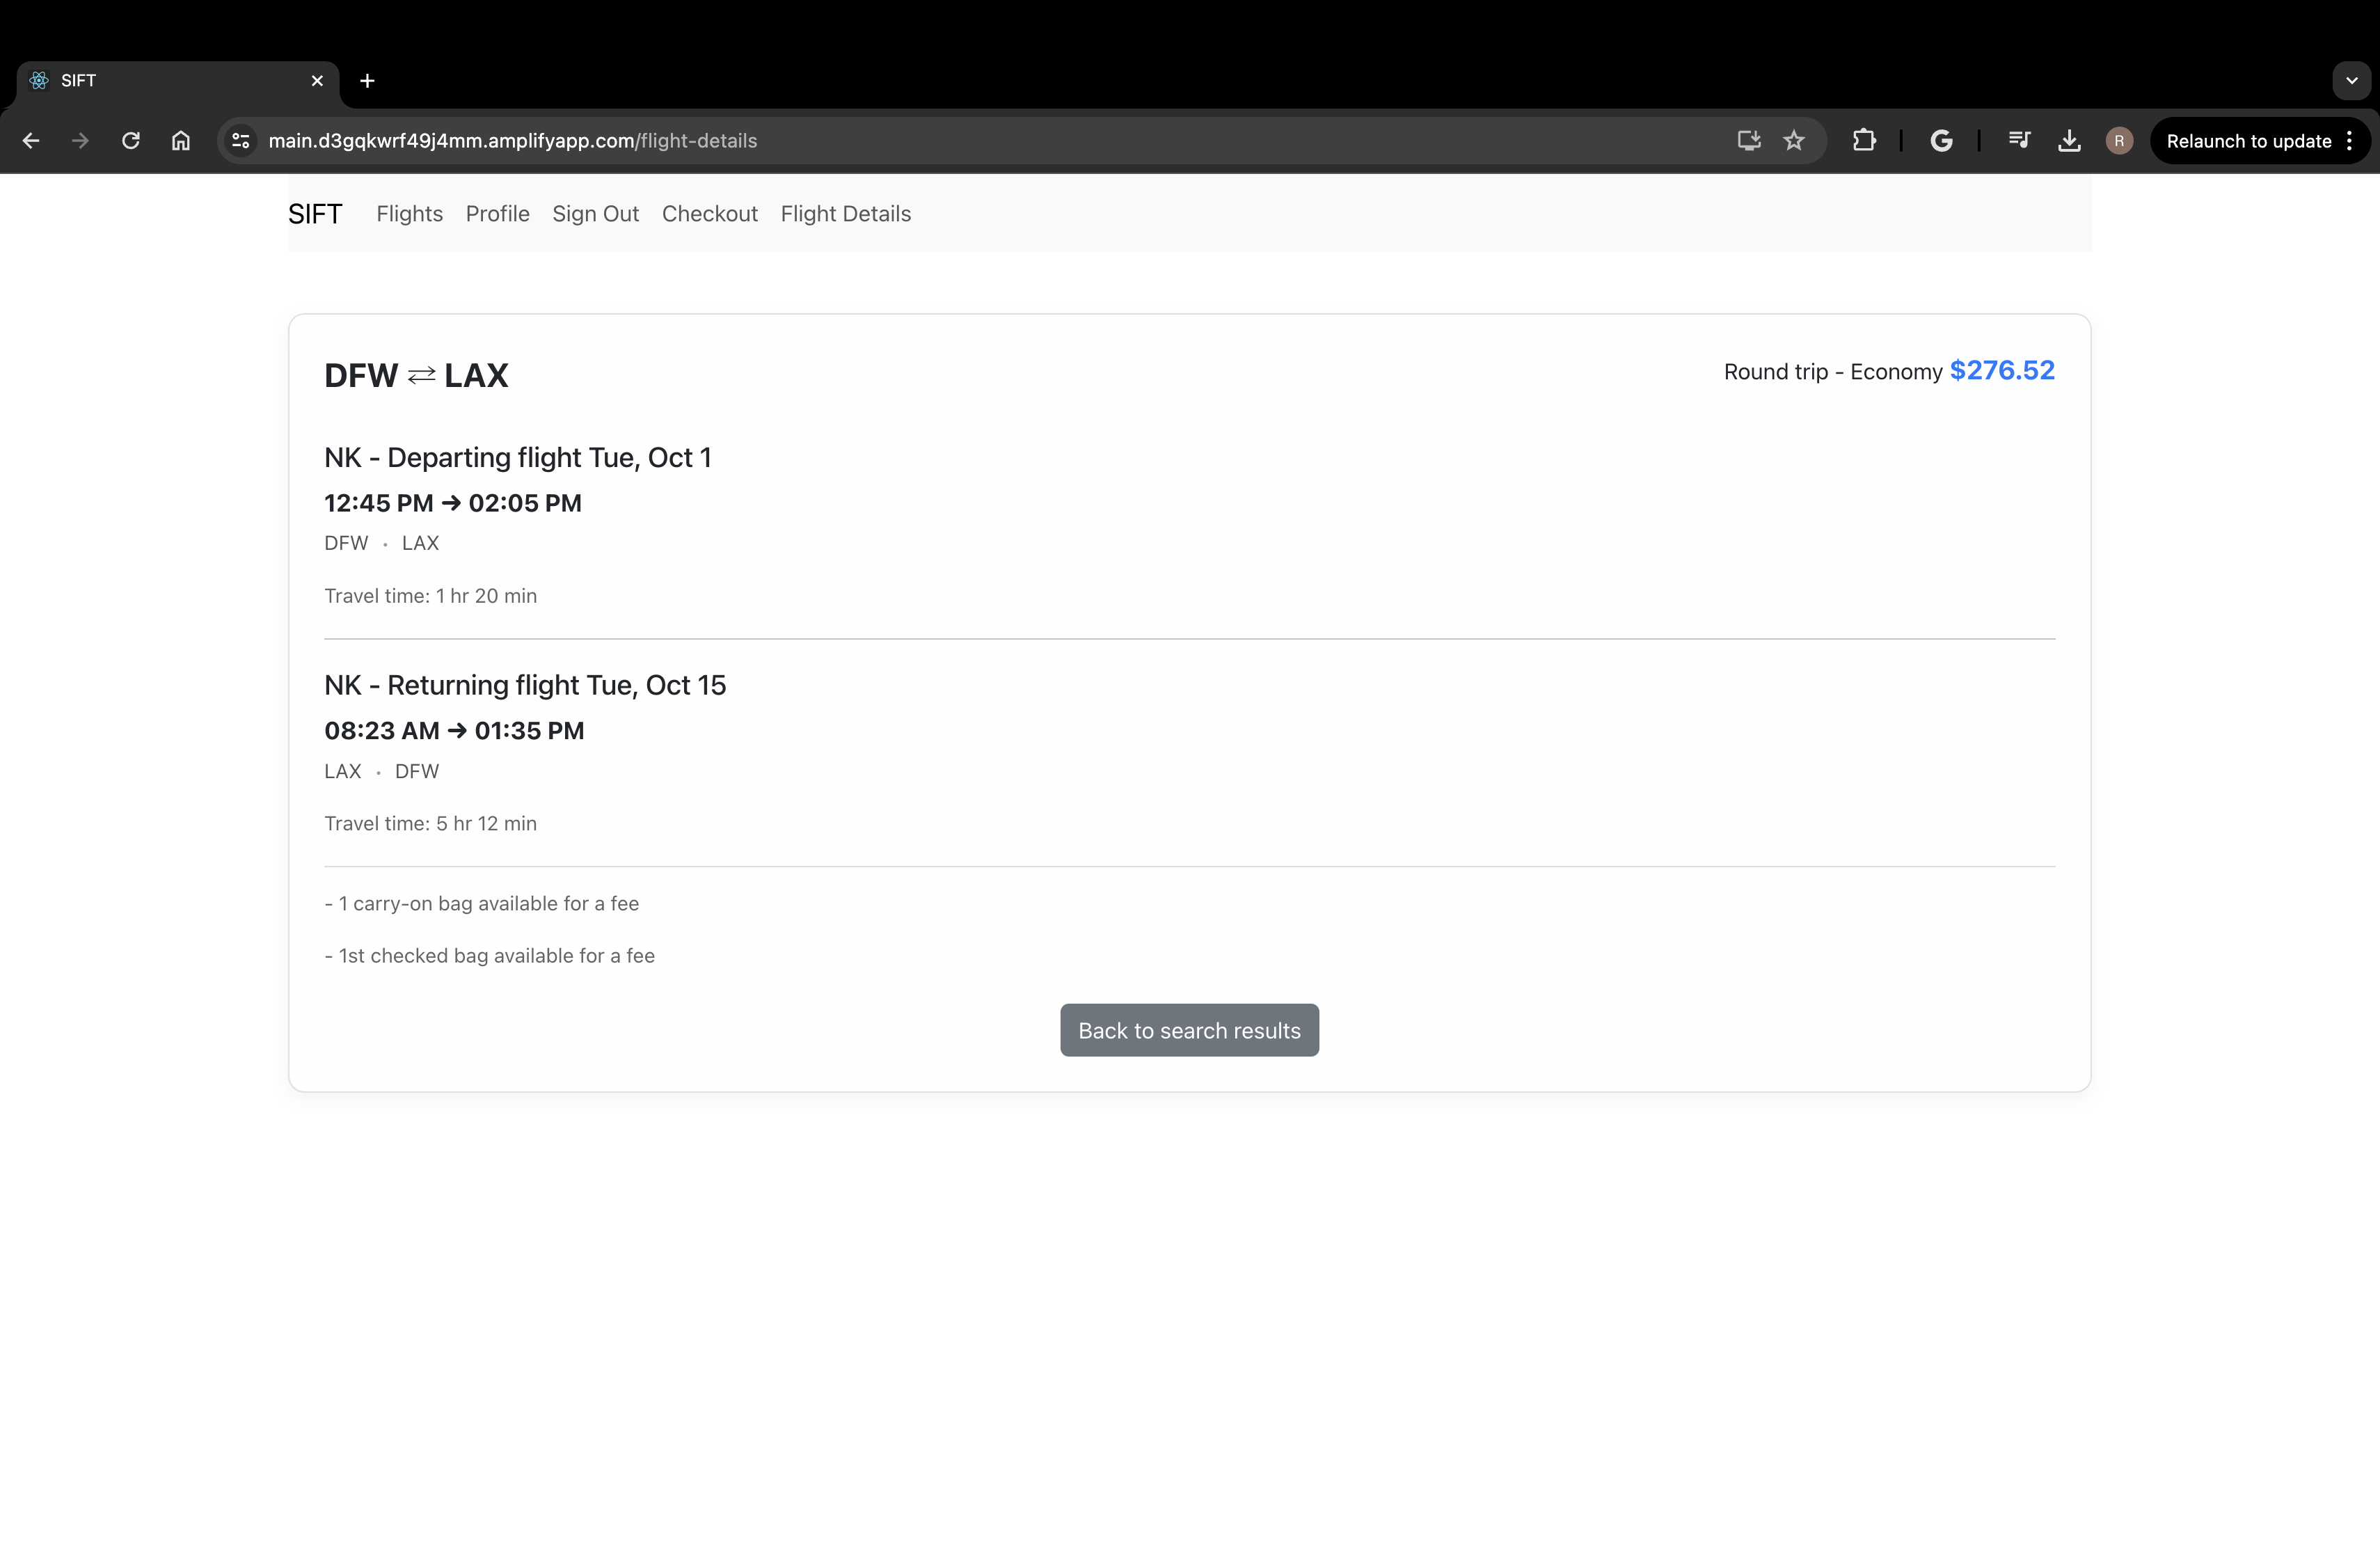 SIFT
main.d3gqkwrf49j4mm.amplifyapp.com/flight-details
R
Relaunch to update
SIFT Flights Profile Sign Out Checkout Flight Details
DFW ⇄ LAX
Round trip - Economy $276.52
NK - Departing flight Tue, Oct 1
12:45 PM → 02:05 PM
DFW • LAX
Travel time: 1 hr 20 min
NK - Returning flight Tue, Oct 15
08:23 AM → 01:35 PM
LAX • DFW
Travel time: 5 hr 12 min
- 1 carry-on bag available for a fee
- 1st checked bag available for a fee
Back to search results